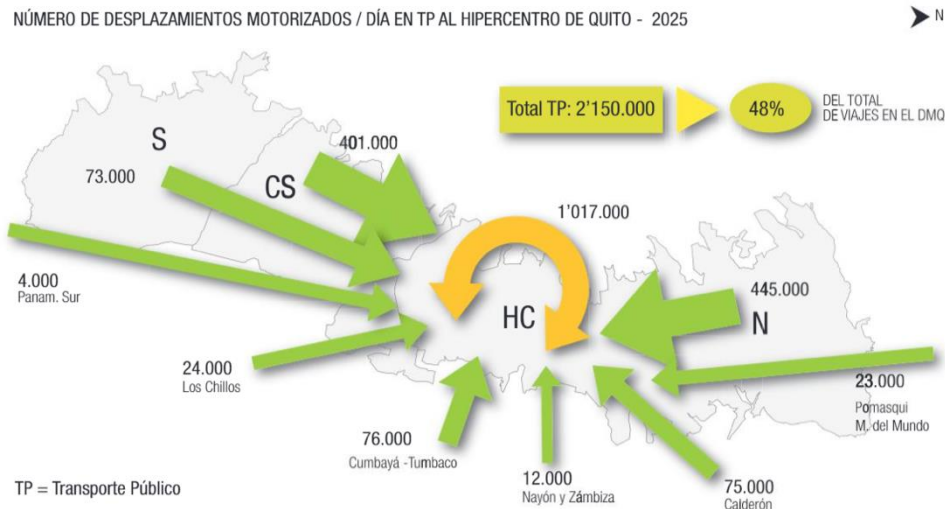 NÚMERO DE DESPLAZAMIENTOS MOTORIZADOS / DÍA EN TP AL HIPERCENTRO DE QUITO - 2025
N
Total TP: 2'150.000
48%
DEL TOTAL
DE VIAJES EN EL DMQ
S
73.000
CS
401.000
1'017.000
4.000
Panam. Sur
HC
445.000
N
24.000
Los Chillos
23.000
Pomasqui
M. del Mundo
76.000
Cumbayá -Tumbaco
12.000
Nayón y Zámbiza
75.000
Calderón
TP = Transporte Público